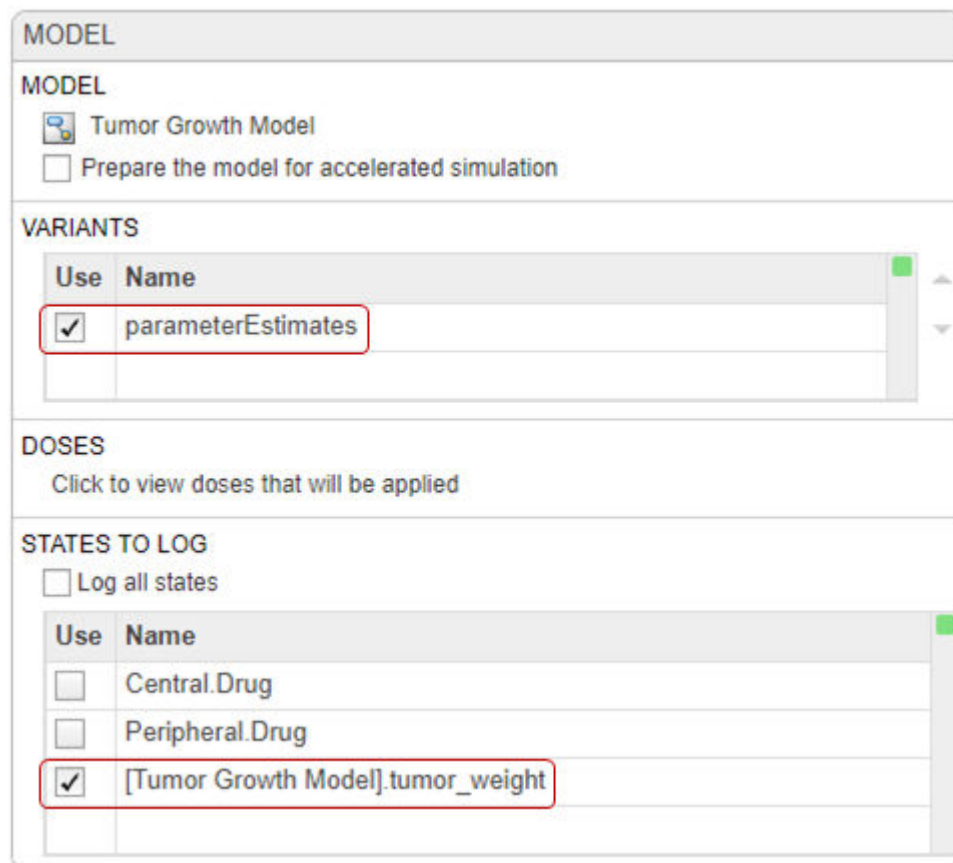 MODEL
MODEL
Tumor Growth Model
Prepare the model for accelerated simulation
VARIANTS
Use Name
parameterEstimates
DOSES
Click to view doses that will be applied
STATES TO LOG
Log all states
Use Name
Central.Drug
Peripheral.Drug
[Tumor Growth Model].tumor_weight